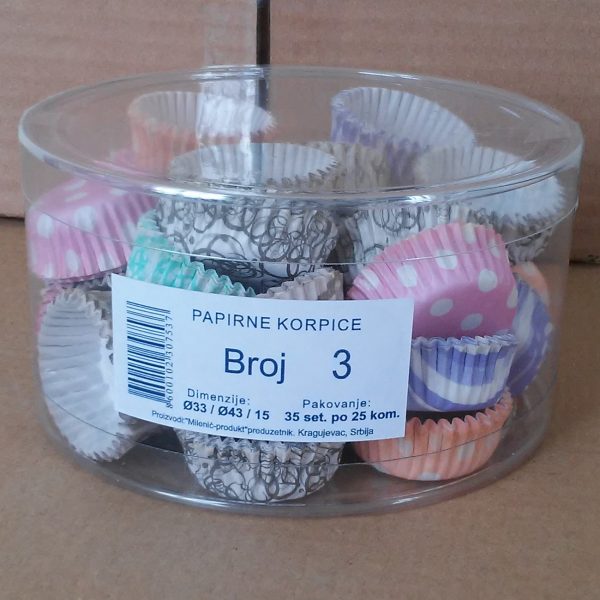 PAPIRNE KORPICE
Broj 3
Dimenzije: Pakovanje:
Ø33 / Ø43 / 15 35 set. po 25 kom.
Proizvodi:"Milenić-produkt"preduzetnik, Kragujevac, Srbija
8600102307537